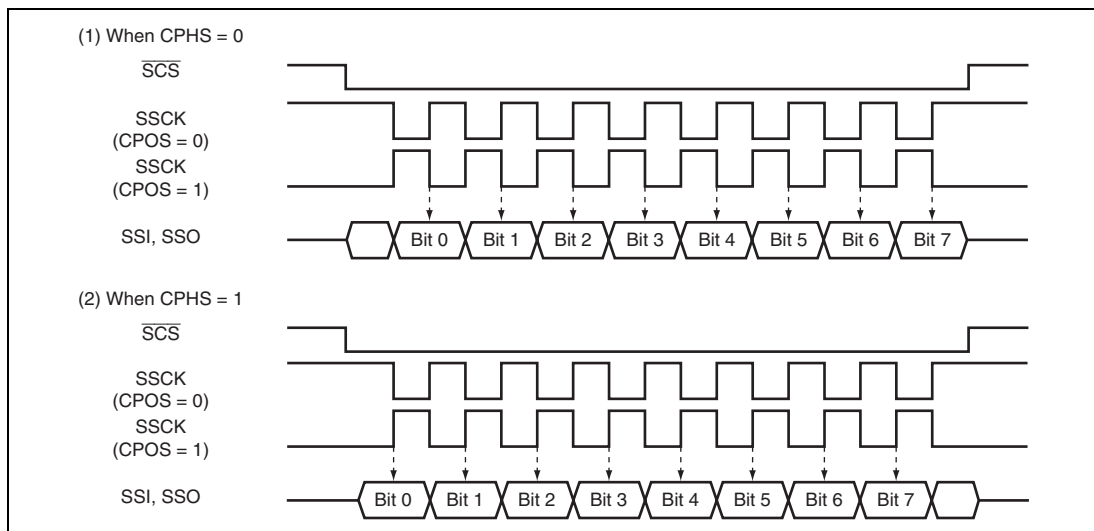 (1) When CPHS = 0
SCS
SSCK
(CPOS = 0)
SSCK
(CPOS = 1)
SSI, SSO
Bit 0 Bit 1 Bit 2 Bit 3 Bit 4 Bit 5 Bit 6 Bit 7
(2) When CPHS = 1
SCS
SSCK
(CPOS = 0)
SSCK
(CPOS = 1)
SSI, SSO
Bit 0 Bit 1 Bit 2 Bit 3 Bit 4 Bit 5 Bit 6 Bit 7